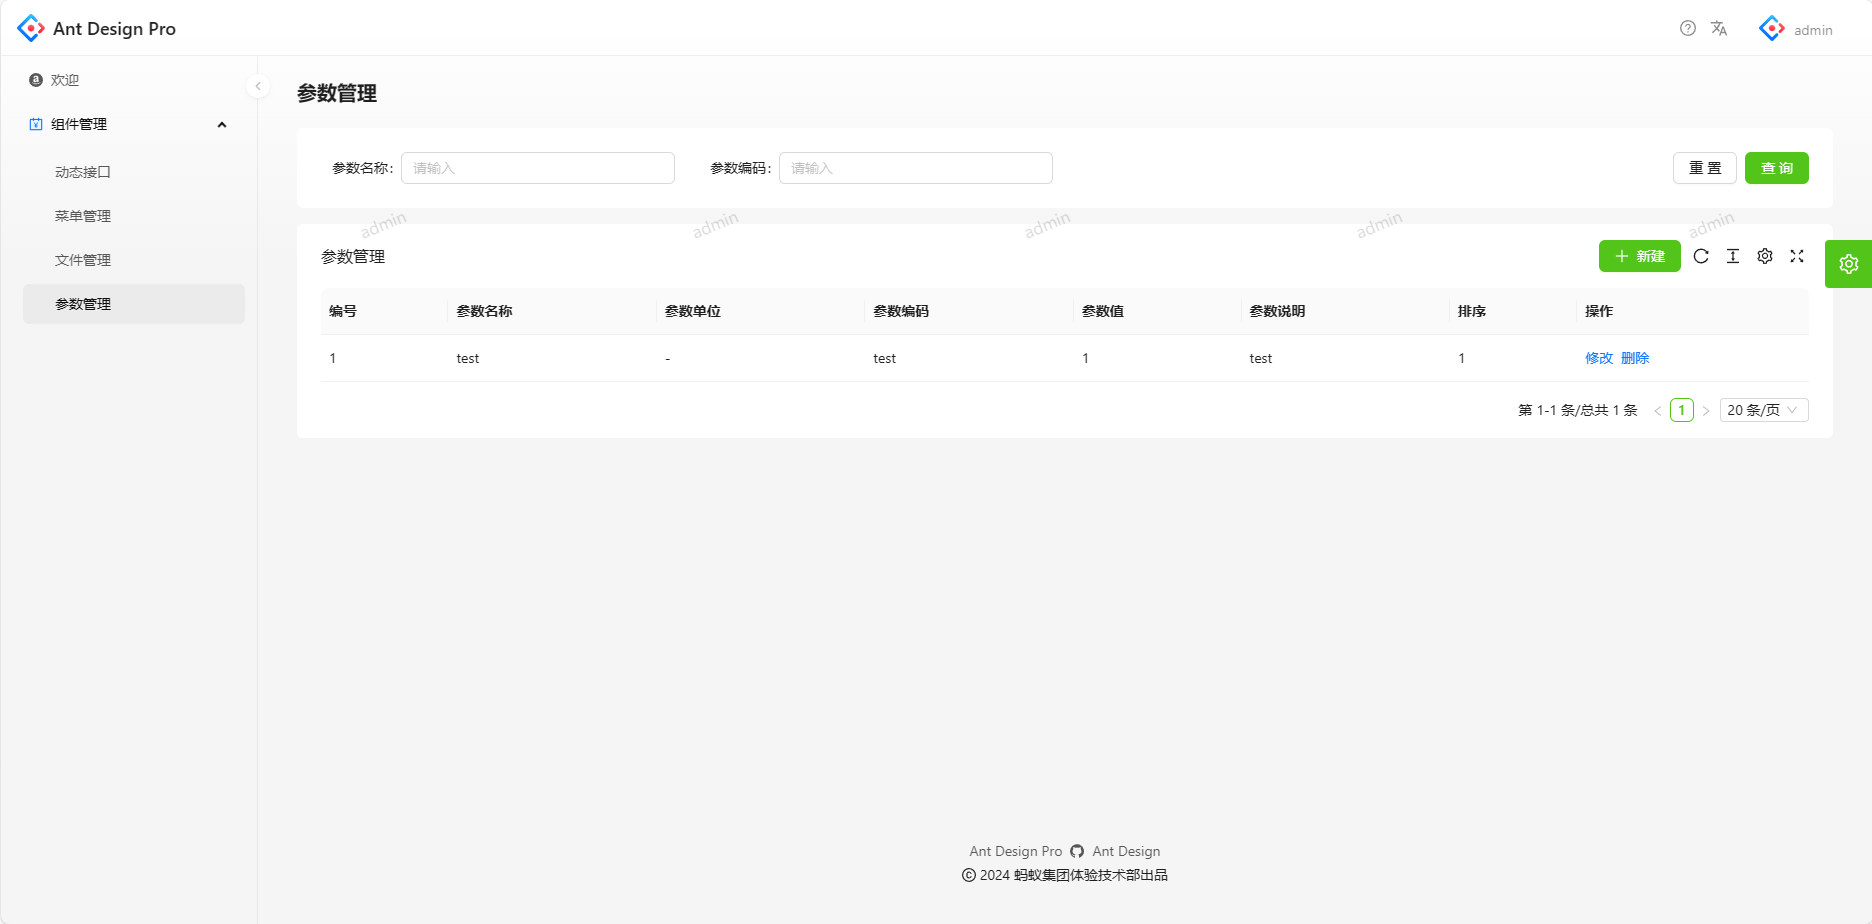 Ant Design Pro
admin
欢迎
组件管理
动态接口
菜单管理
文件管理
参数管理
参数管理
参数名称: 请输入 参数编码: 请输入 重 置 查 询
admin admin admin admin admin
参数管理 新建
编号 参数名称 参数单位 参数编码 参数值 参数说明 排序 操作
1 test - test 1 test 1 修改 删除
第 1-1 条/总共 1 条 < 1 > 20 条/页
Ant Design Pro Ant Design
© 2024 蚂蚁集团体验技术部出品